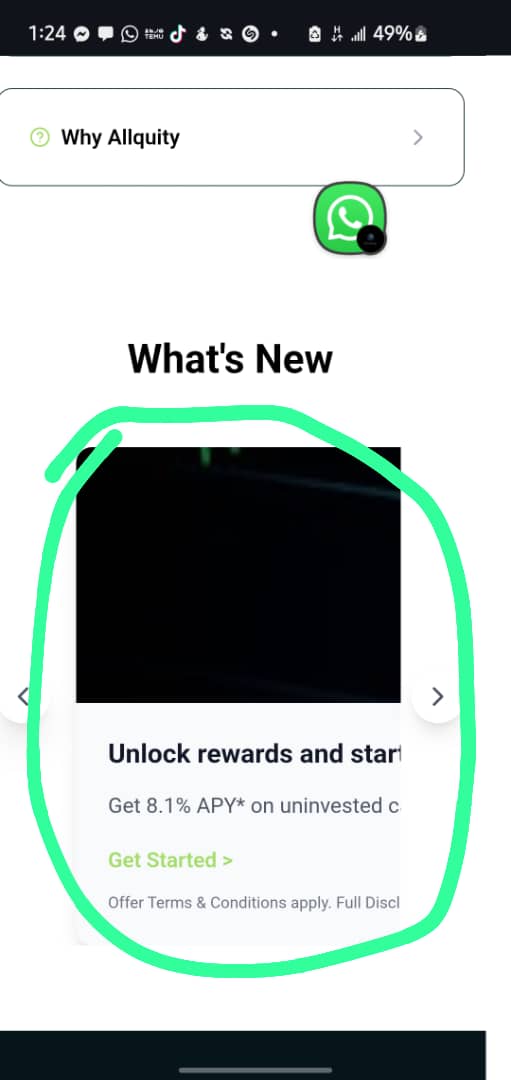 1:24
TEMU
H
49%
Why Allquity
What's New
Unlock rewards and start
Get 8.1% APY* on uninvested c
Get Started >
Offer Terms & Conditions apply. Full Discl